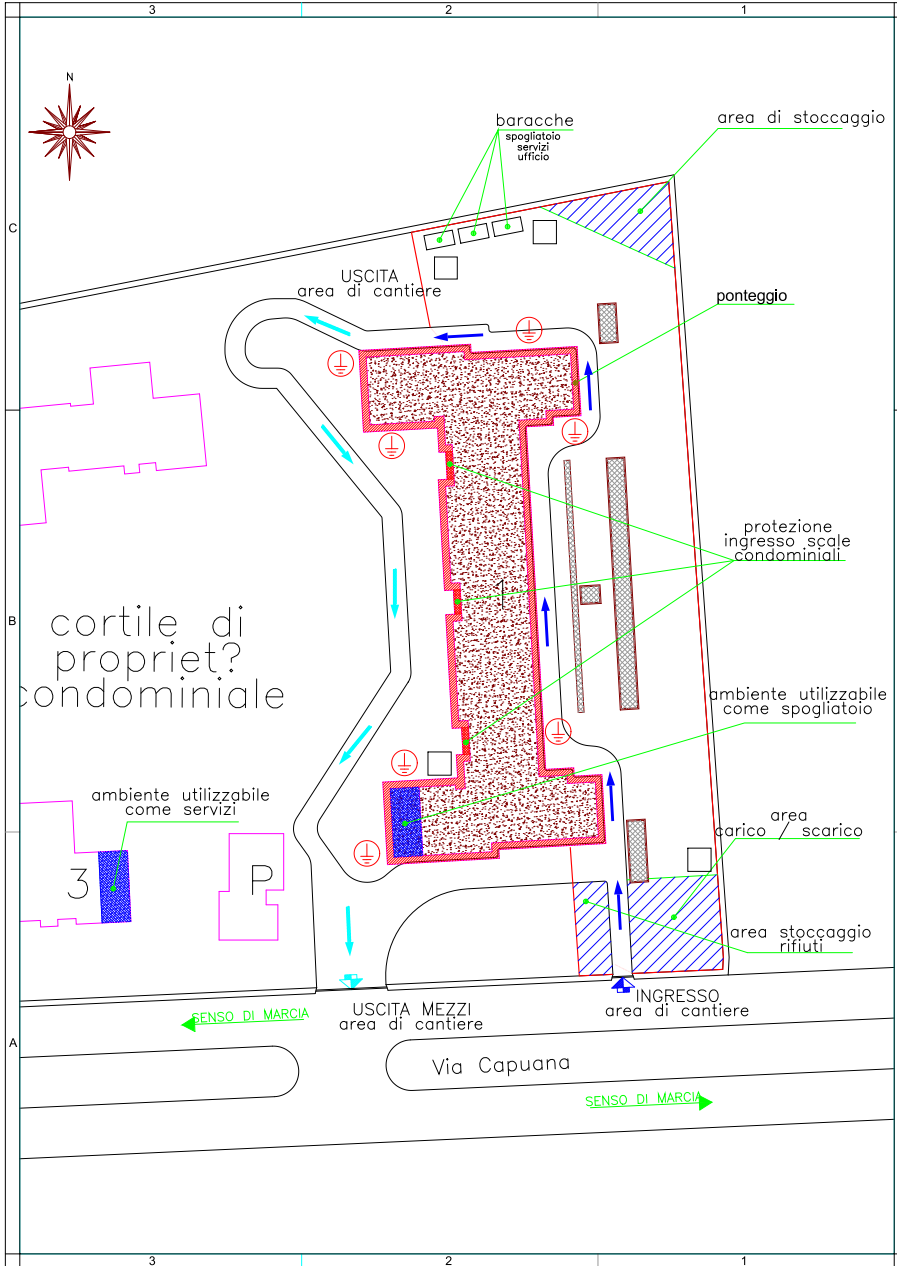 3
2
1
N
baracche
spogliatoio
servizi
ufficio
area di stoccaggio
C
USCITA
area di cantiere
ponteggio
protezione
ingresso scale
condominiali
1
B
cortile di
propriet?
condominiale
ambiente utilizzabile
come spogliatoio
ambiente utilizzabile
come servizi
area
carico / scarico
3
P
area stoccaggio
rifiuti
INGRESSO
area di cantiere
USCITA MEZZI
area di cantiere
SENSO DI MARCIA
A
Via Capuana
SENSO DI MARCIA
3
2
1